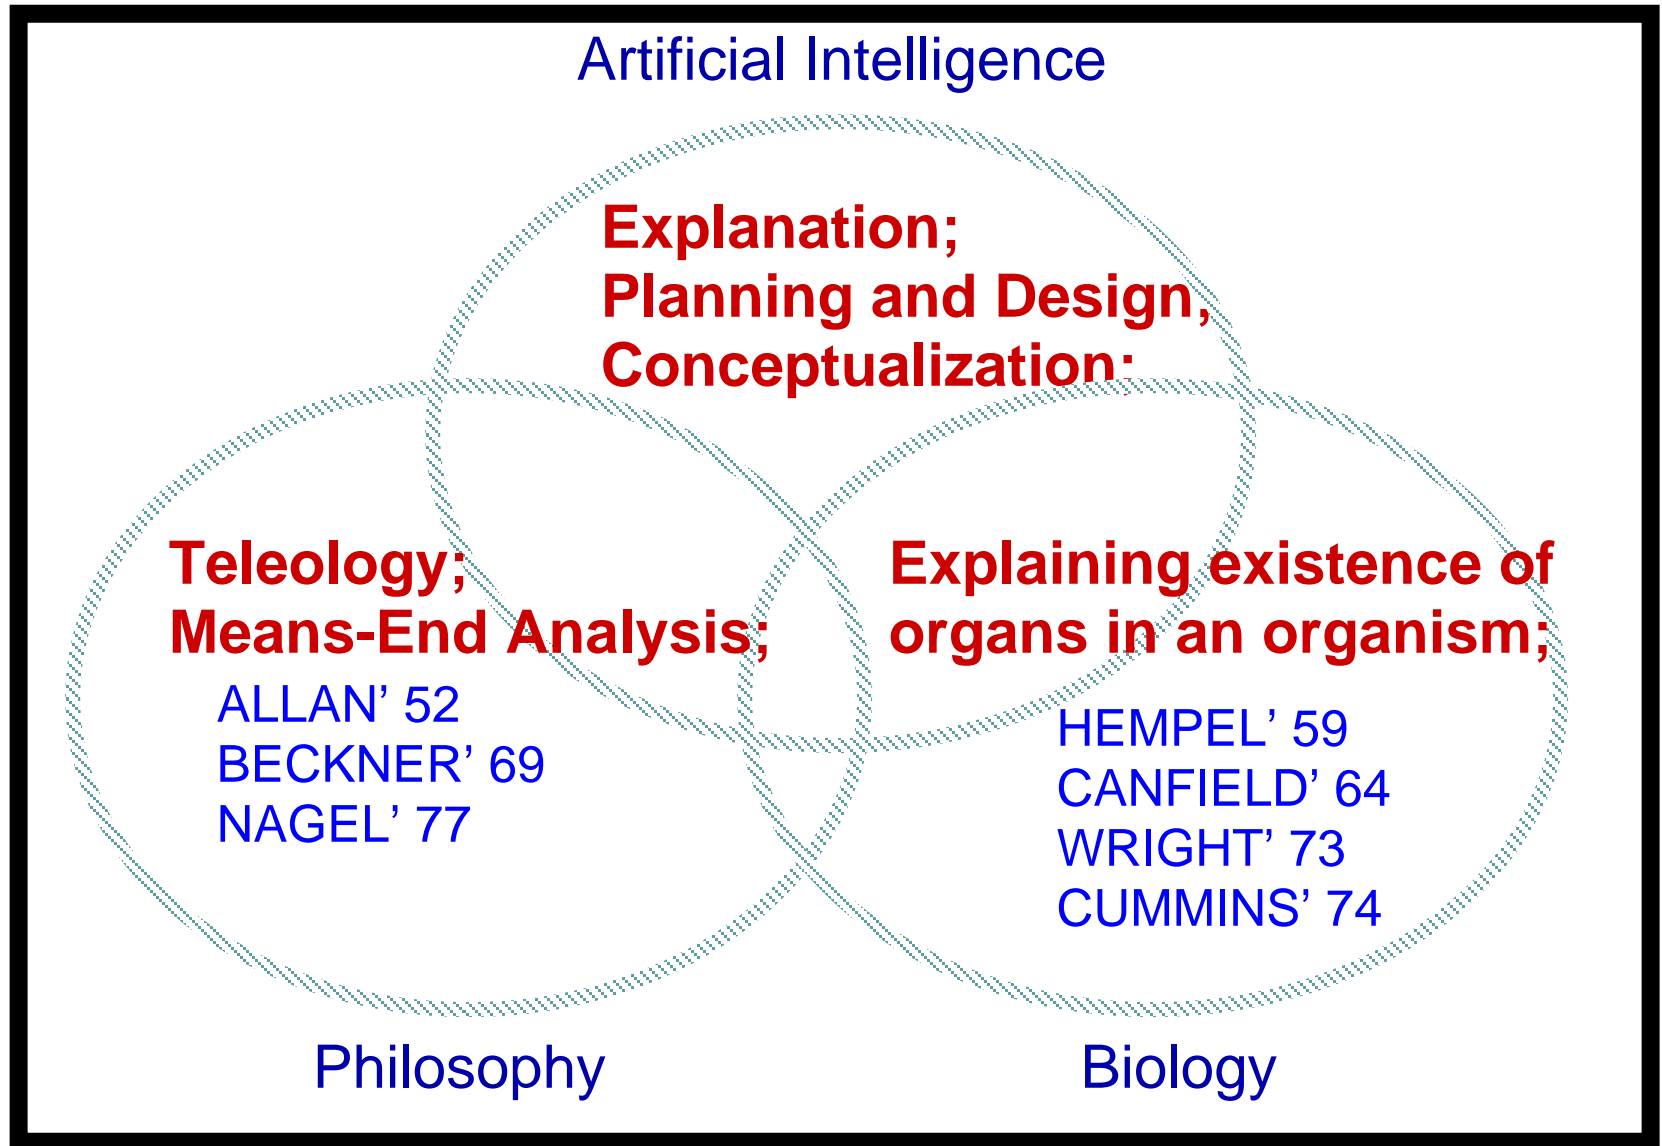 Artificial Intelligence
Explanation;
Planning and Design,
Conceptualization;
Teleology;
Means-End Analysis;
ALLAN’ 52
BECKNER’ 69
NAGEL’ 77
Explaining existence of
organs in an organism;
HEMPEL’ 59
CANFIELD’ 64
WRIGHT’ 73
CUMMINS’ 74
Philosophy
Biology